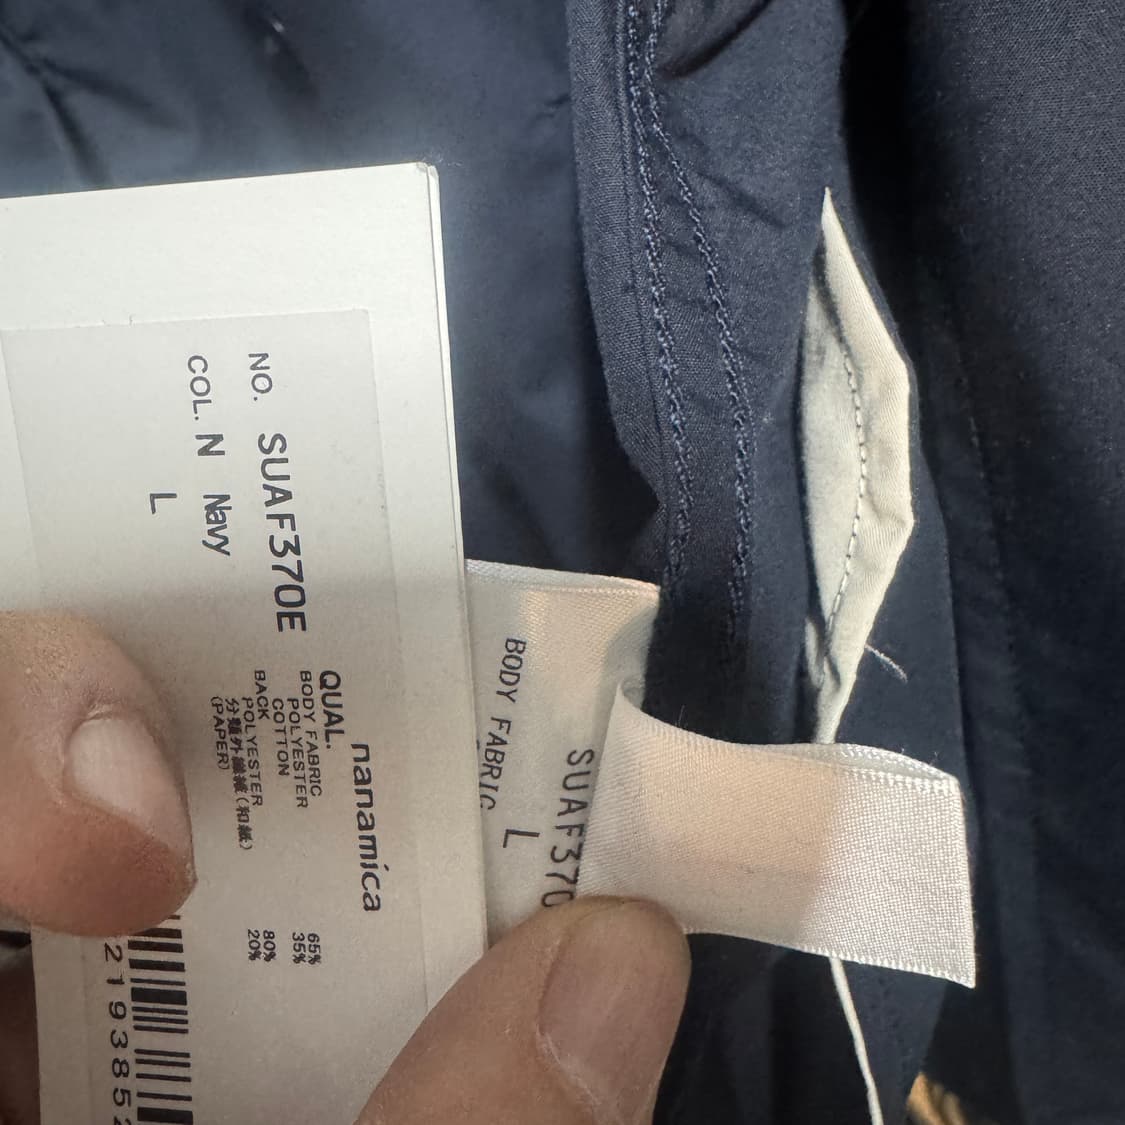 nanamica
NO. SUAF370E
COL. N Navy
L
QUAL.
BODY FABRIC
POLYESTER 65%
COTTON 35%
BACK
POLYESTER 80%
分類外繊維(和紙) 20%
(PAPER)
219385
SUAF370
L
BODY FABRIC